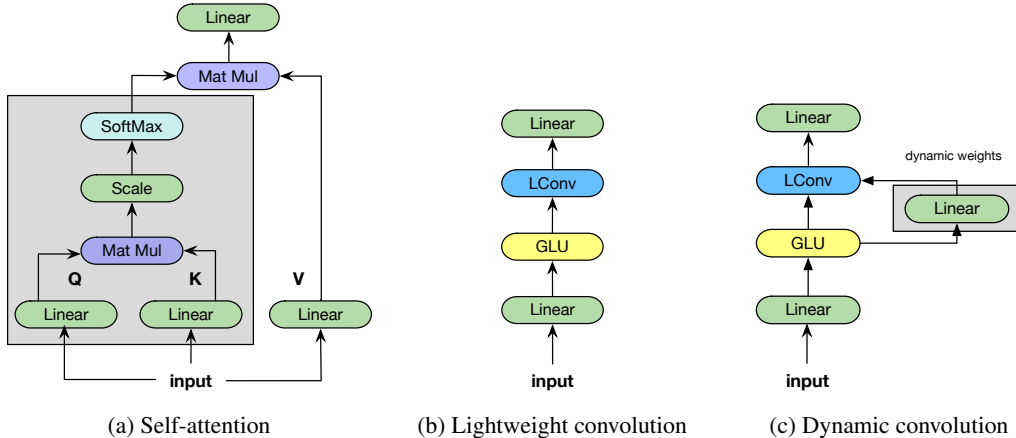 Linear
Mat Mul
SoftMax
Scale
Mat Mul
Q
K
V
Linear
Linear
Linear
input
(a) Self-attention
Linear
LConv
GLU
Linear
input
(b) Lightweight convolution
Linear
dynamic weights
LConv
Linear
GLU
Linear
input
(c) Dynamic convolution